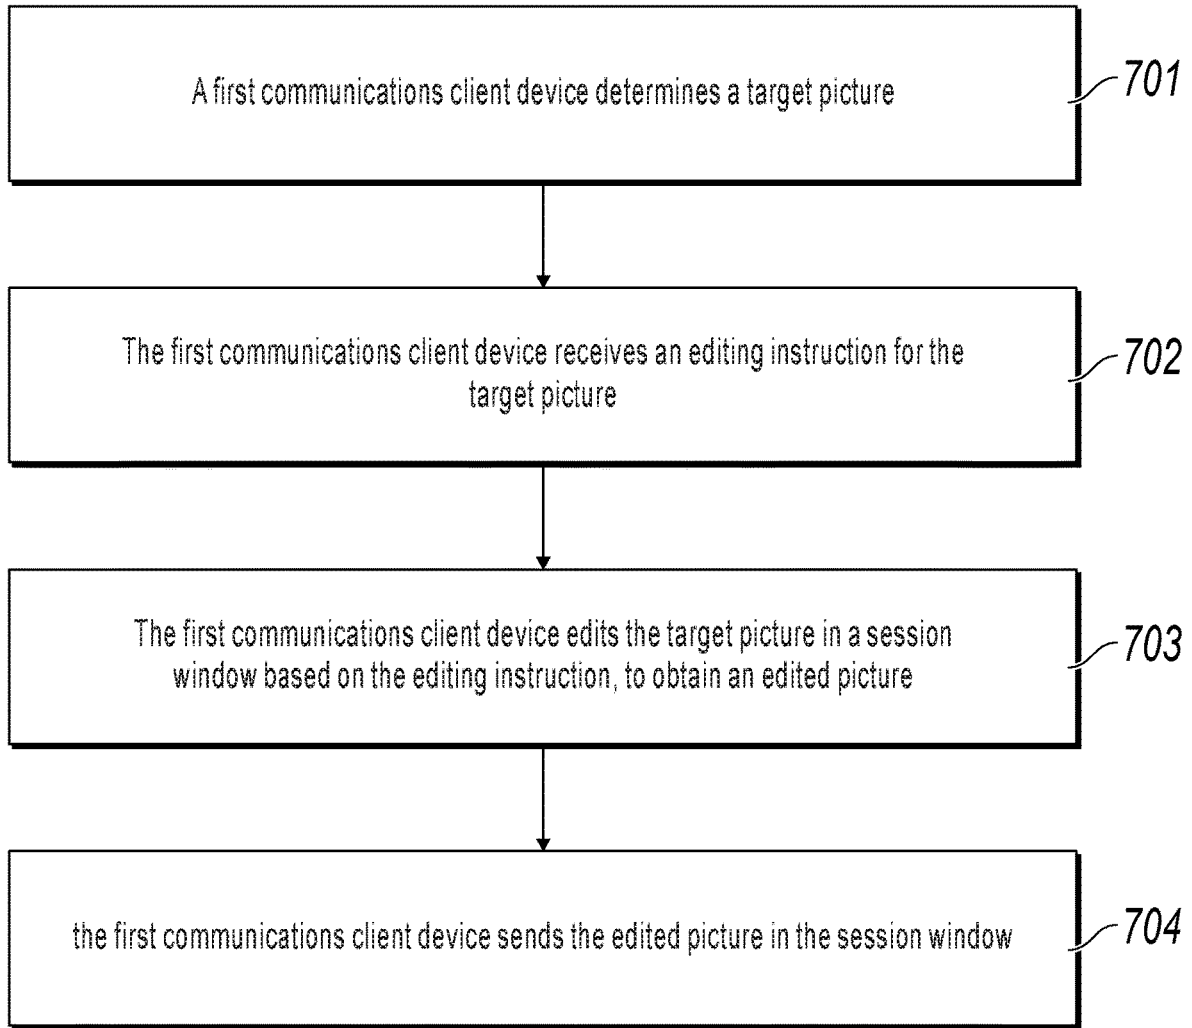 A first communications client device determines a target picture
701
The first communications client device receives an editing instruction for the
target picture
702
The first communications client device edits the target picture in a session
window based on the editing instruction, to obtain an edited picture
703
the first communications client device sends the edited picture in the session window
704